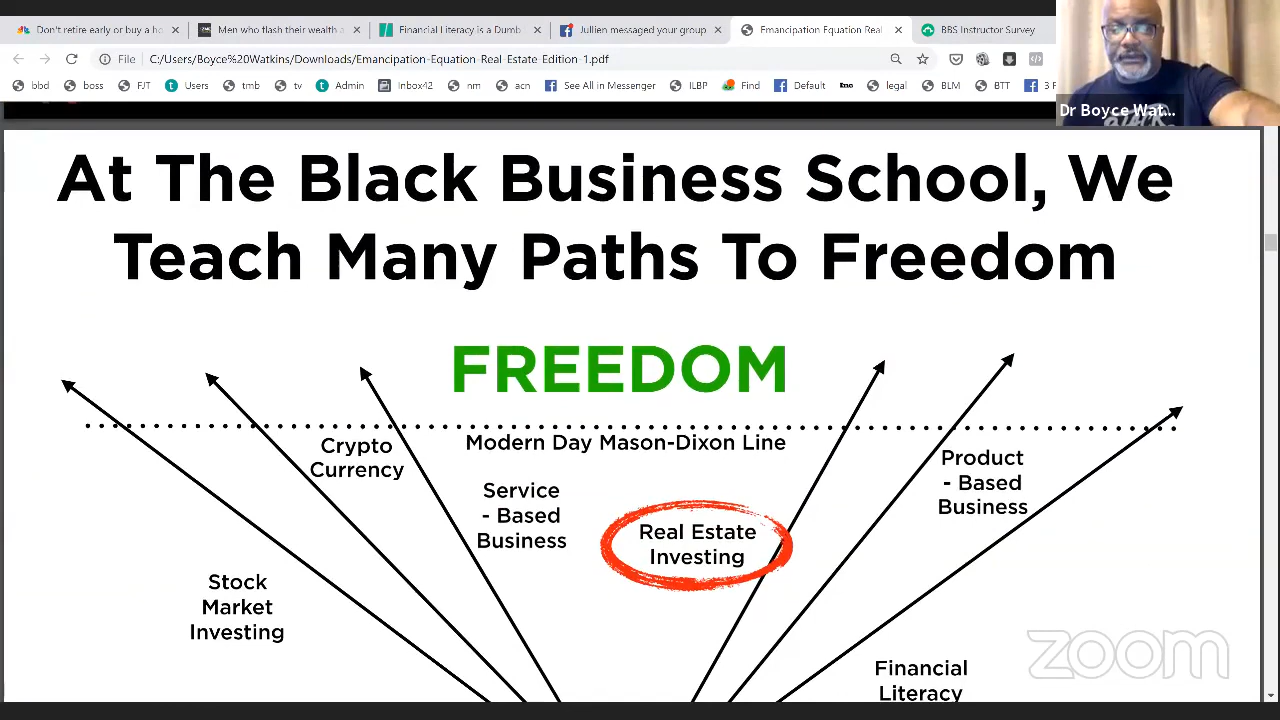 Don't retire early or buy a ho
Men who flash their wealth a
Financial Literacy is a Dumb
Jullien messaged your group
Emancipation Equation Real
BBS Instructor Survey
File
C:/Users/Boyce%20Watkins/Downloads/Emancipation-Equation-Real-Estate-Edition-1.pdf
bbd
boss
FJT
Users
tmb
Admin
Inbox
nm
acn
See All in Messenger
ILBP
Find
Default
legal
BLM
BTT
3 F
Dr Boyce Wat...
At The Black Business School, We
Teach Many Paths To Freedom
FREEDOM
Modern Day Mason-Dixon Line
Crypto
Currency
Service
- Based
Business
Real Estate
Investing
Product
- Based
Business
Stock
Market
Investing
Financial
Literacy
zoom